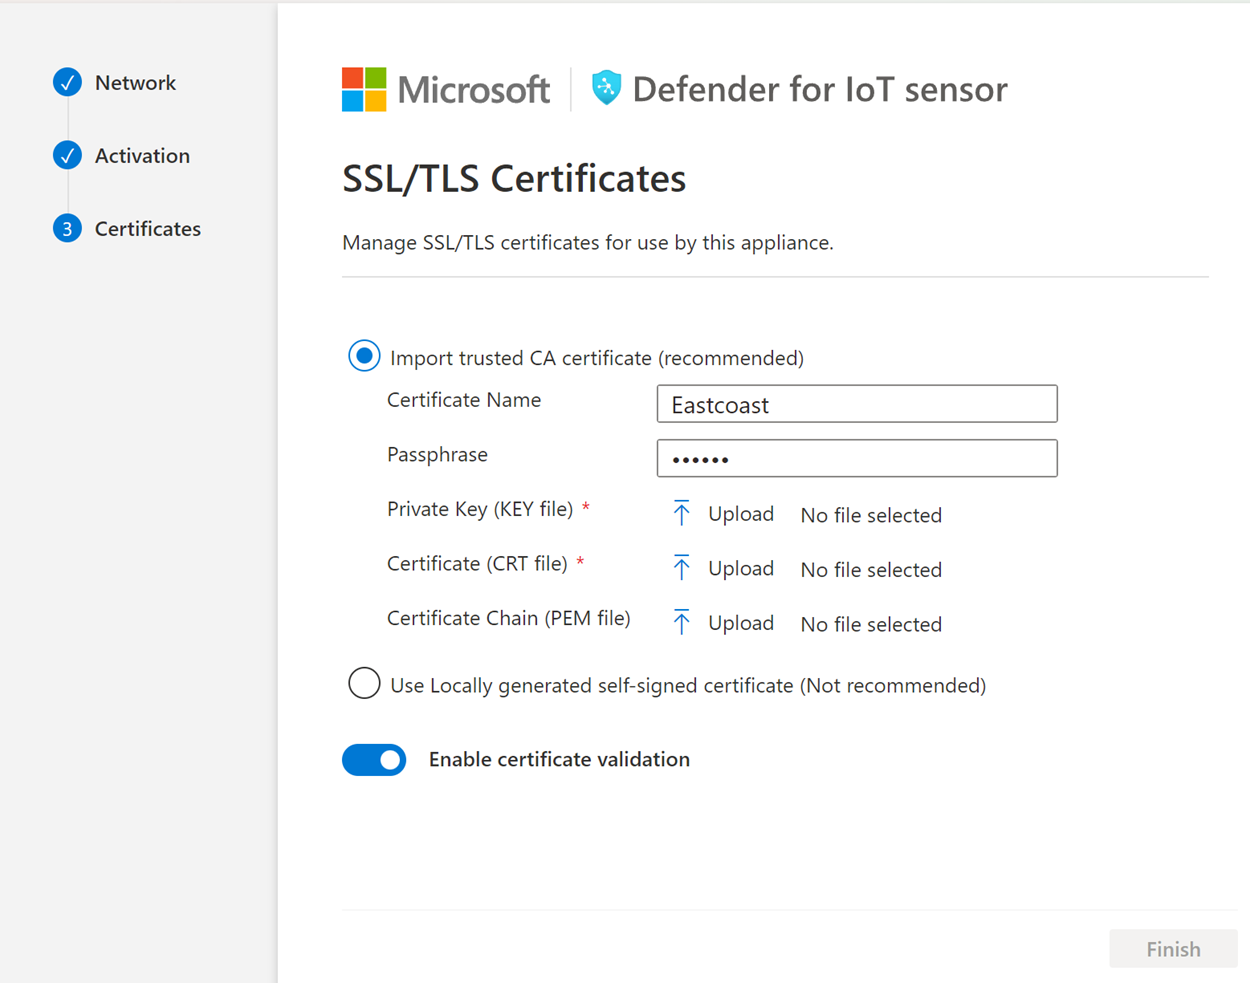 Network
Activation
3 Certificates
Microsoft Defender for IoT sensor
SSL/TLS Certificates
Manage SSL/TLS certificates for use by this appliance.
Import trusted CA certificate (recommended)
Certificate Name Eastcoast
Passphrase ••••••
Private Key (KEY file) * Upload No file selected
Certificate (CRT file) * Upload No file selected
Certificate Chain (PEM file) Upload No file selected
Use Locally generated self-signed certificate (Not recommended)
Enable certificate validation
Finish